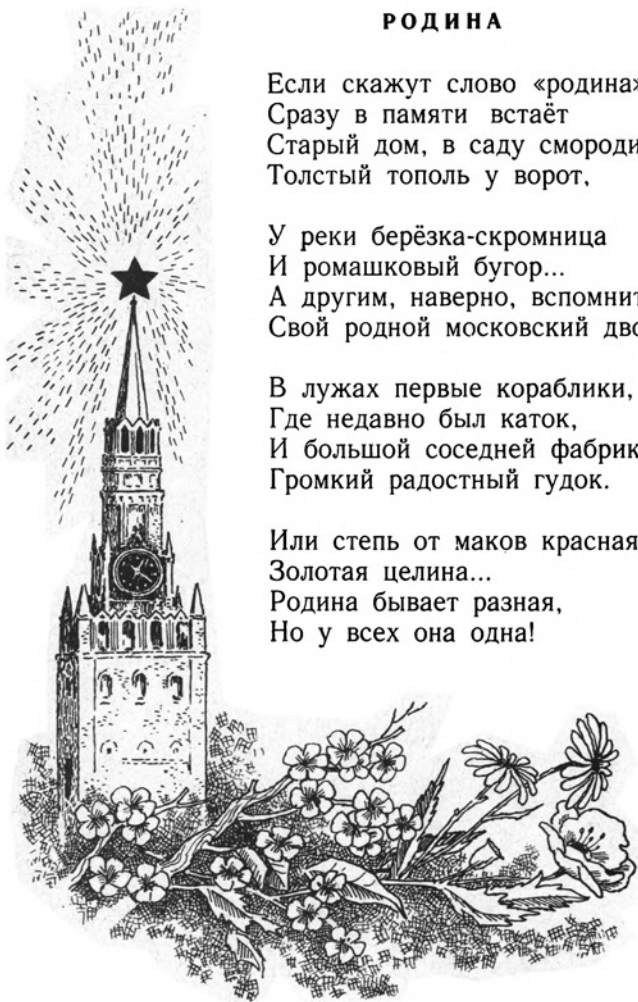 РОДИНА
Если скажут слово «родина»
Сразу в памяти встаёт
Старый дом, в саду смороди
Толстый тополь у ворот,
У реки берёзка-скромница
И ромашковый бугор...
А другим, наверно, вспомнит
Свой родной московский дво
В лужах первые кораблики,
Где недавно был каток,
И большой соседней фабрик
Громкий радостный гудок.
Или степь от маков красная
Золотая целина...
Родина бывает разная,
Но у всех она одна!